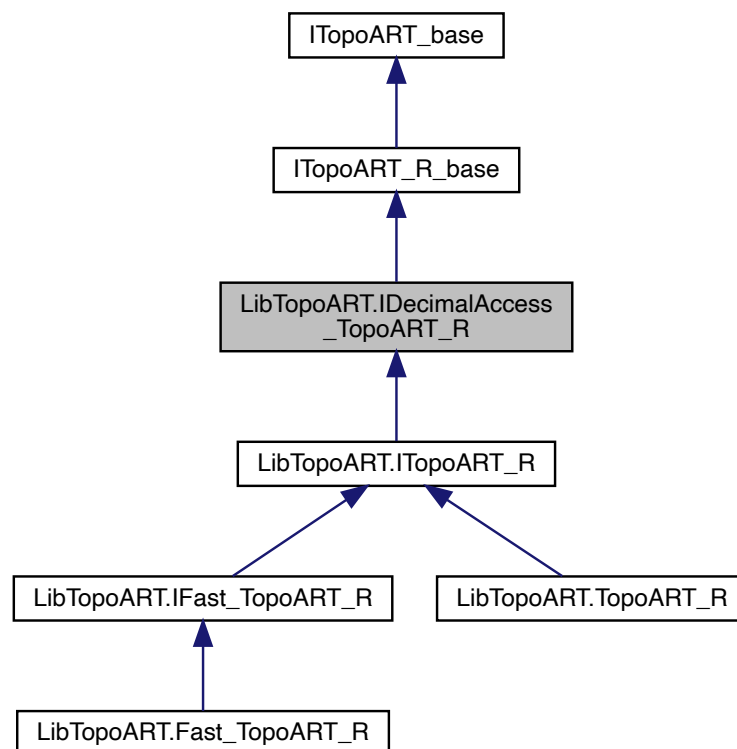 ITopoART_base
ITopoART_R_base
LibTopoART.IDecimalAccess
_TopoART_R
LibTopoART.ITopoART_R
LibTopoART.IFast_TopoART_R
LibTopoART.TopoART_R
LibTopoART.Fast_TopoART_R